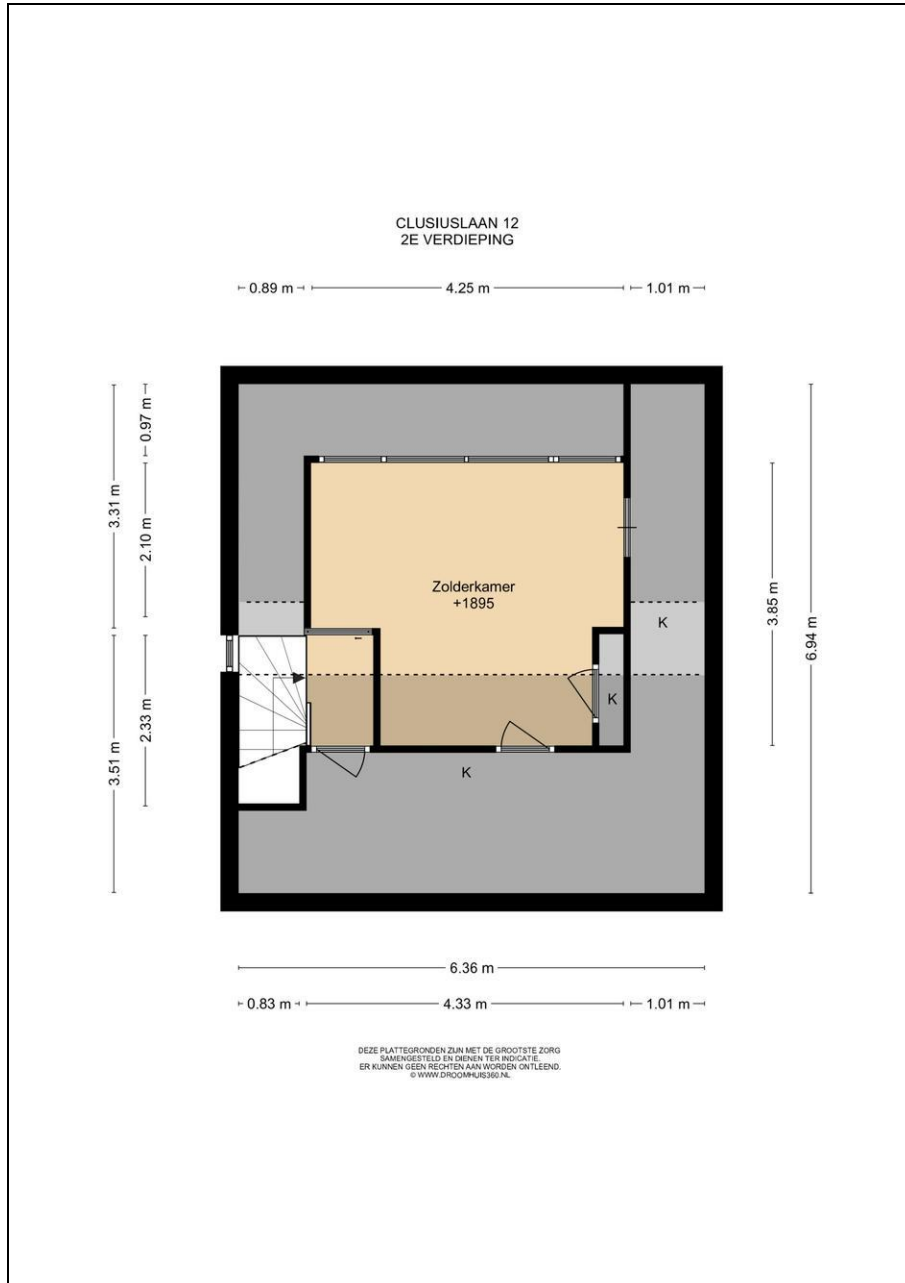 CLUSIUSLAAN 12
2E VERDIEPING
0.89 m
4.25 m
1.01 m
0.97 m
3.31 m
2.10 m
Zolderkamer
+1895
3.85 m
6.94 m
K
K
2.33 m
3.51 m
K
6.36 m
0.83 m
4.33 m
1.01 m
DEZE PLATTEGRONDEN ZIJN MET DE GROOTSTE ZORG
SAMENGESTELD EN DIENEN TER INDICATIE.
ER KUNNEN GEEN RECHTEN AAN WORDEN ONTLEEND.
© WWW.DROOMHUIS360.NL